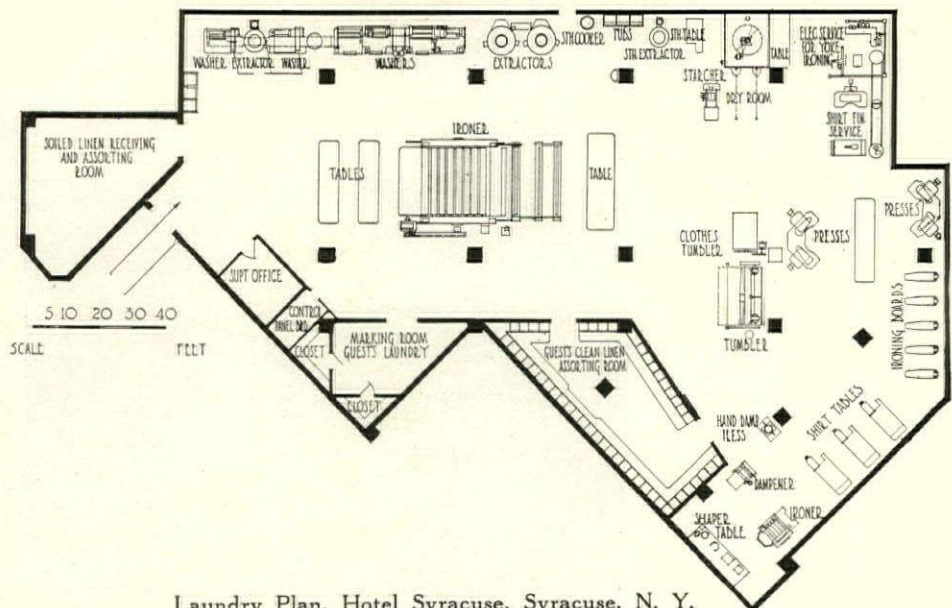 WASHER
EXTRACTOR
WASHER
WASHERS
EXTRACTORS
STH COOKER
TUBS
STH EXTRACTOR
STH TABLE
TABLE
STARCHER
DRY ROOM
ELEC SERVICE
FOR YOKE
IRONING
SHIRT FIN.
SERVICE
SOILED LINEN RECEIVING
AND ASSORTING
ROOM
TABLES
IRONER
TABLE
CLOTHES
TUMBLER
PRESSES
PRESSES
TUMBLER
IRONING BOARDS
SUPT OFFICE
CONTROL
PANEL BRD.
CLOSET
MARKING ROOM
GUESTS LAUNDRY
CLOSET
GUESTS CLEAN LINEN
ASSORTING ROOM
5 10 20 30 40
SCALE FEET
HAND DAMP
SHIRT TABLES
DAMPENER
SHAPER
TABLE
IRONER
Laundry Plan, Hotel Syracuse, Syracuse, N. Y.